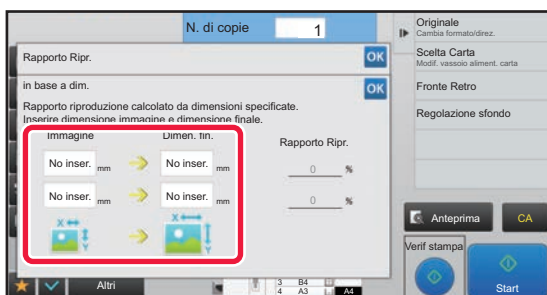 N. di copie 1
Rapporto Ripr. OK
in base a dim. OK
Rapporto riproduzione calcolato da dimensioni specificate.
Inserire dimensione immagine e dimensione finale.
Immagine Dimen. fin. Rapporto Ripr.
No inser. mm No inser. mm 0 %
No inser. mm No inser. mm 0 %
X Y X Y
Altri
3 B4
4 A3 A4
Originale
Cambia formato/direz.
Scelta Carta
Modif. vassoio aliment. carta
Fronte Retro
Regolazione sfondo
Anteprima CA
Verif stampa
Start